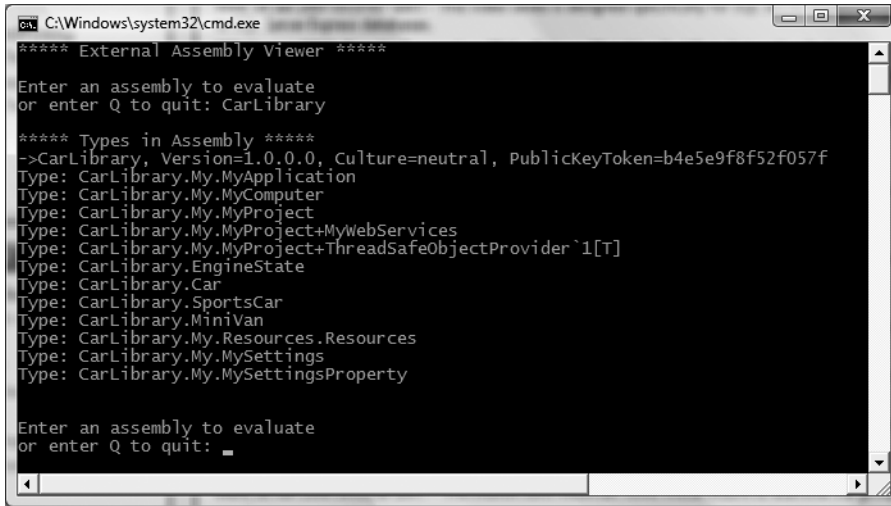 C:\Windows\system32\cmd.exe
***** External Assembly Viewer *****
Enter an assembly to evaluate
or enter Q to quit: CarLibrary
***** Types in Assembly *****
->CarLibrary, Version=1.0.0.0, Culture=neutral, PublicKeyToken=b4e5e9f8f52f057f
Type: CarLibrary.My.MyApplication
Type: CarLibrary.My.MyComputer
Type: CarLibrary.My.MyProject
Type: CarLibrary.My.MyProject+MyWebServices
Type: CarLibrary.My.MyProject+ThreadSafeObjectProvider`1[T]
Type: CarLibrary.EngineState
Type: CarLibrary.Car
Type: CarLibrary.SportsCar
Type: CarLibrary.MiniVan
Type: CarLibrary.My.Resources.Resources
Type: CarLibrary.My.MySettings
Type: CarLibrary.My.MySettingsProperty
Enter an assembly to evaluate
or enter Q to quit: _